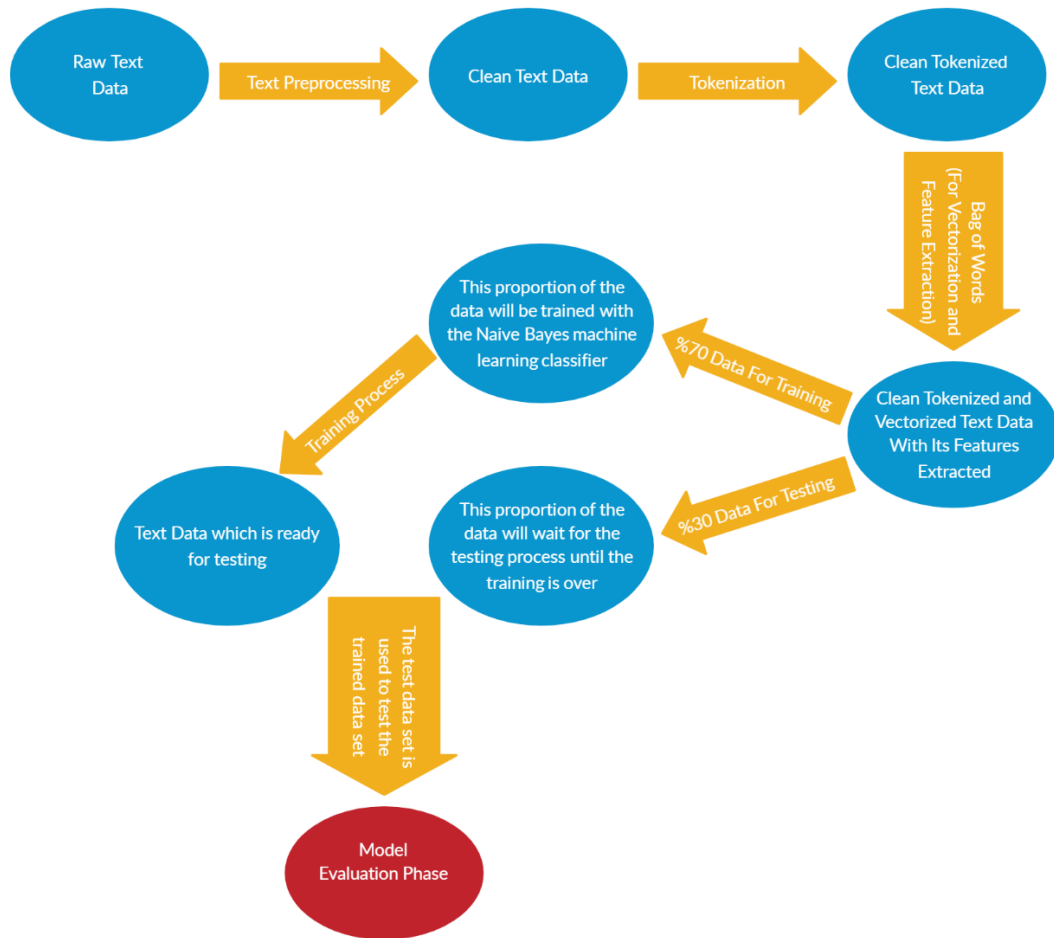 Raw Text
Data
Text Preprocessing
Clean Text Data
Tokenization
Clean Tokenized
Text Data
Bag of Words
(For Vectorization and
Feature Extraction)
Clean Tokenized and
Vectorized Text Data
With Its Features
Extracted
%70 Data For Training
This proportion of the
data will be trained with
the Naive Bayes machine
learning classifier
Training Process
Text Data which is ready
for testing
%30 Data For Testing
This proportion of the
data will wait for the
testing process until the
training is over
The test data set is
used to test the
trained data set
Model
Evaluation Phase